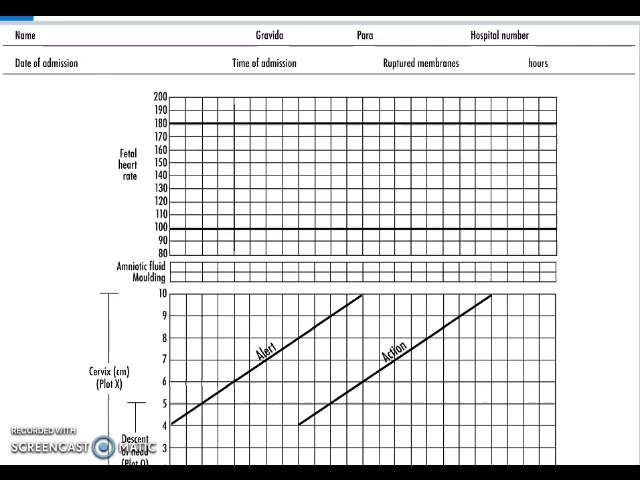 Name Gravida Para Hospital number
Date of admission Time of admission Ruptured membranes hours
200
190
180
170
160
150
140
130
120
110
100
90
80
Fetal
heart
rate
Amniotic fluid
Moulding
10
9
8
7
6
5
4
3
Alert
Action
Cervix (cm)
(Plot X)
Descent
of head
(Plot O)
RECORDED WITH
SCREENCAST MATIC